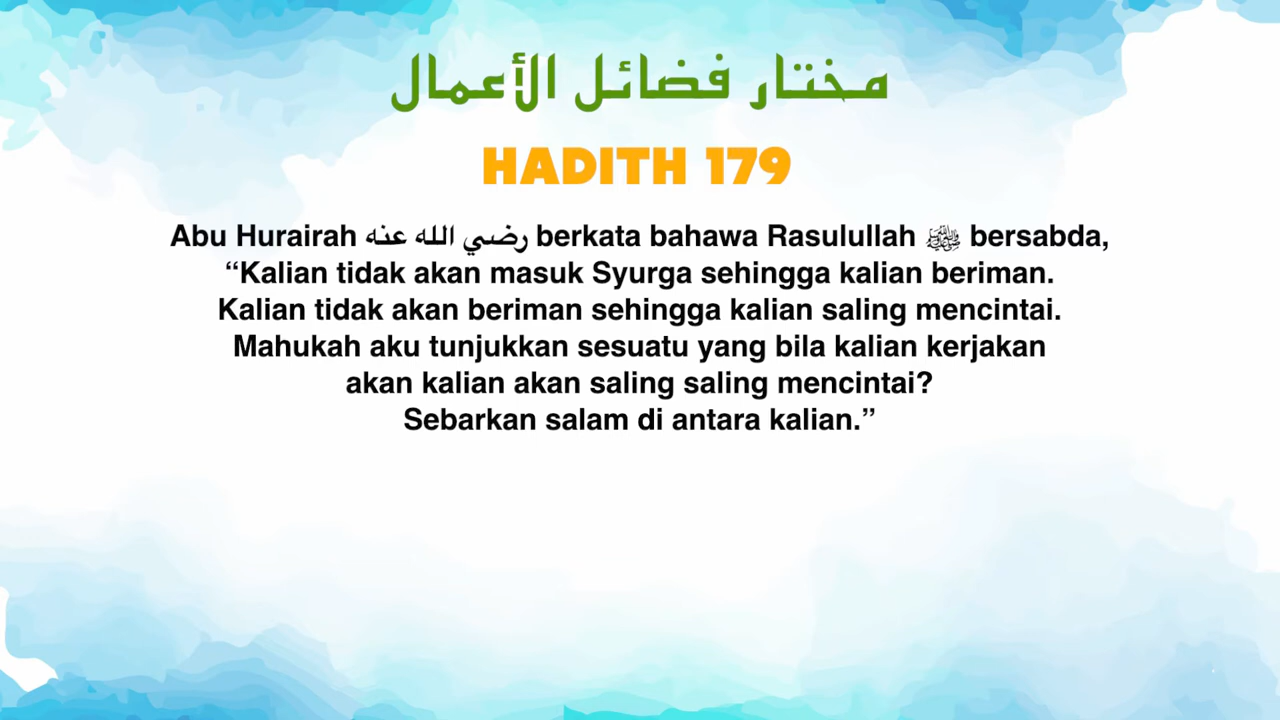 مختار فضائل الأعمال
HADITH 179
Abu Hurairah رضي الله عنه berkata bahawa Rasulullah ﷺ bersabda,
“Kalian tidak akan masuk Syurga sehingga kalian beriman.
Kalian tidak akan beriman sehingga kalian saling mencintai.
Mahukah aku tunjukkan sesuatu yang bila kalian kerjakan
akan kalian akan saling saling mencintai?
Sebarkan salam di antara kalian.”